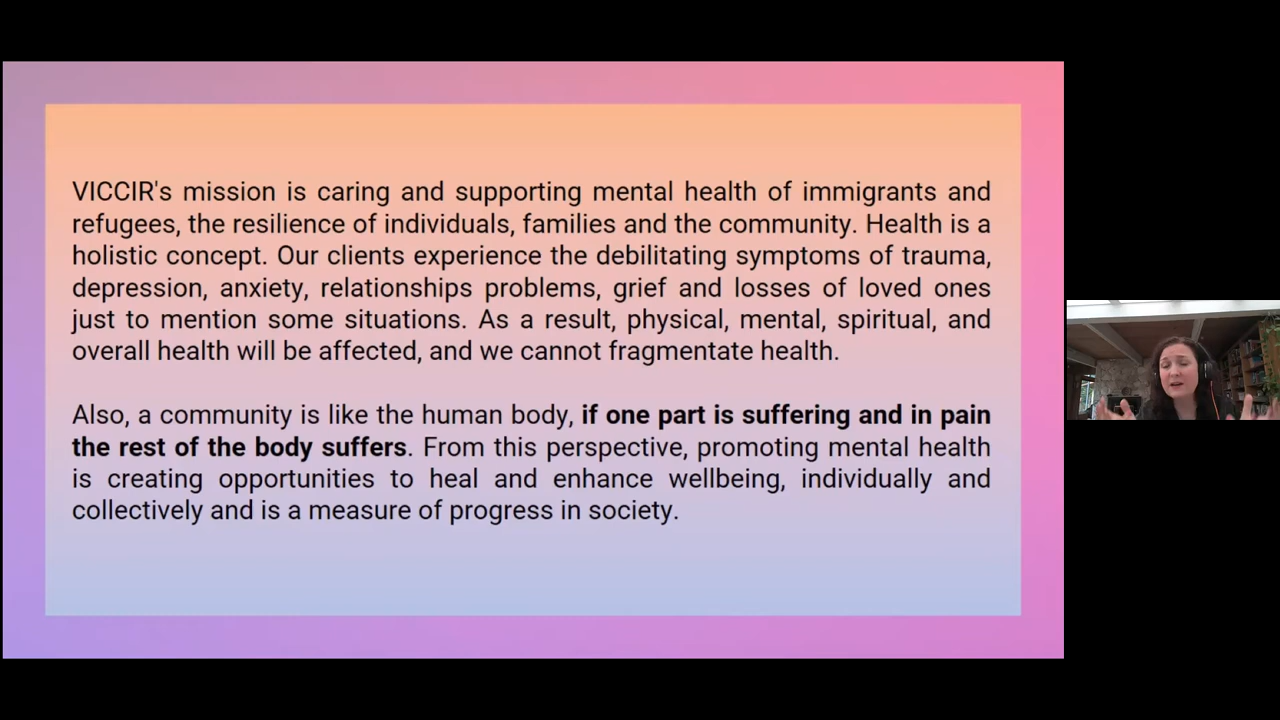 VICCIR's mission is caring and supporting mental health of immigrants and
refugees, the resilience of individuals, families and the community. Health is a
holistic concept. Our clients experience the debilitating symptoms of trauma,
depression, anxiety, relationships problems, grief and losses of loved ones
just to mention some situations. As a result, physical, mental, spiritual, and
overall health will be affected, and we cannot fragmentate health.
Also, a community is like the human body, if one part is suffering and in pain
the rest of the body suffers. From this perspective, promoting mental health
is creating opportunities to heal and enhance wellbeing, individually and
collectively and is a measure of progress in society.